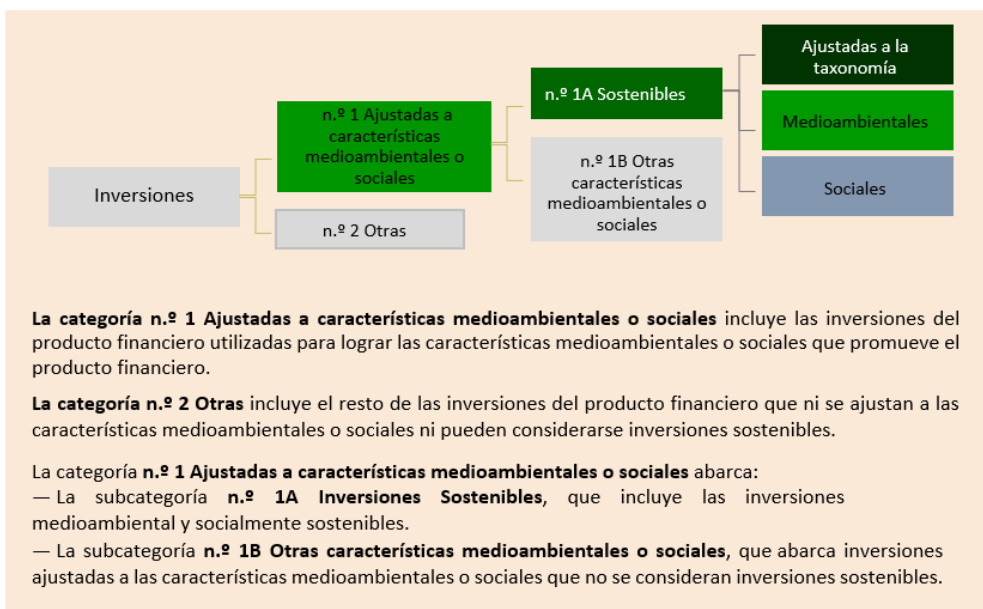 Ajustadas a la
taxonomía
n.º 1A Sostenibles
n.º 1 Ajustadas a
características
medioambientales o
sociales
Medioambientales
n.º 1B Otras
características
medioambientales o
sociales
Inversiones
Sociales
n.º 2 Otras
La categoría n.º 1 Ajustadas a características medioambientales o sociales incluye las inversiones del
producto financiero utilizadas para lograr las características medioambientales o sociales que promueve el
producto financiero.
La categoría n.º 2 Otras incluye el resto de las inversiones del producto financiero que ni se ajustan a las
características medioambientales o sociales ni pueden considerarse inversiones sostenibles.
La categoría n.º 1 Ajustadas a características medioambientales o sociales abarca:
— La subcategoría n.º 1A Inversiones Sostenibles, que incluye las inversiones
medioambiental y socialmente sostenibles.
— La subcategoría n.º 1B Otras características medioambientales o sociales, que abarca inversiones
ajustadas a las características medioambientales o sociales que no se consideran inversiones sostenibles.